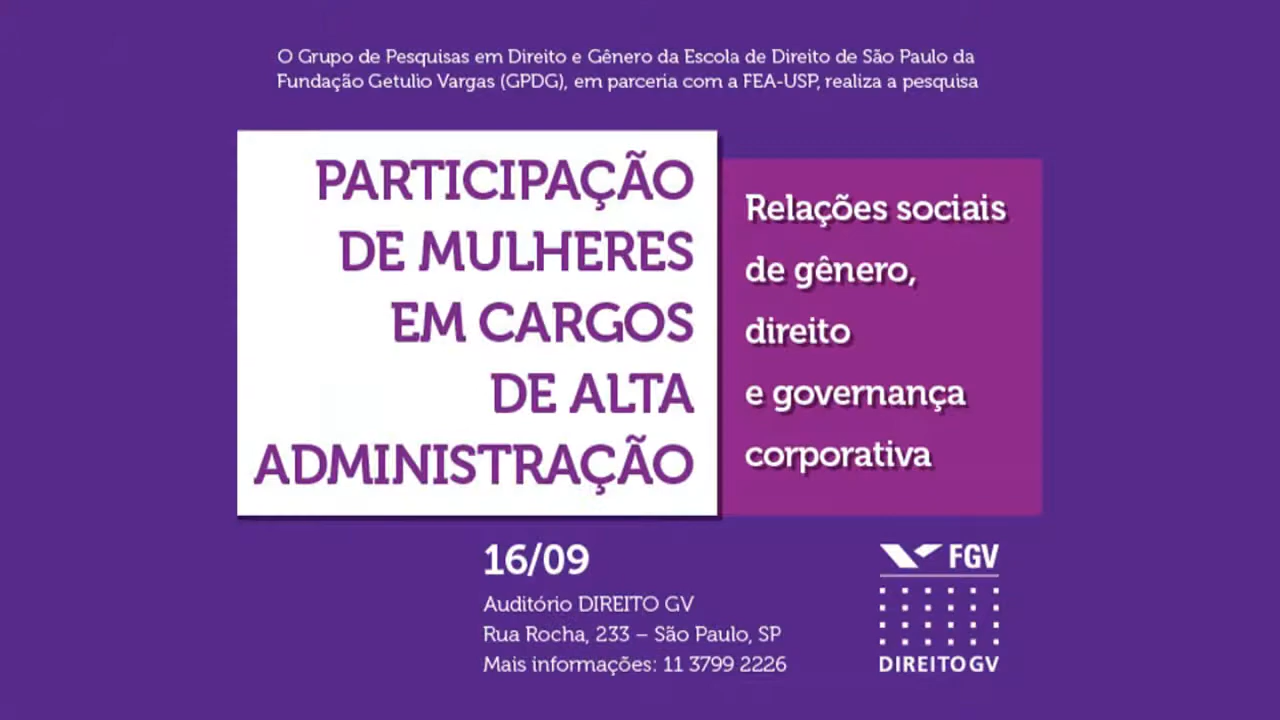 O Grupo de Pesquisas em Direito e Gênero da Escola de Direito de São Paulo da
Fundação Getulio Vargas (GPDG), em parceria com a FEA-USP, realiza a pesquisa
PARTICIPAÇÃO
DE MULHERES
EM CARGOS
DE ALTA
ADMINISTRAÇÃO
Relações sociais
de gênero,
direito
e governança
corporativa
16/09
Auditório DIREITO GV
Rua Rocha, 233 – São Paulo, SP
Mais informações: 11 3799 2226
FGV
DIREITO GV